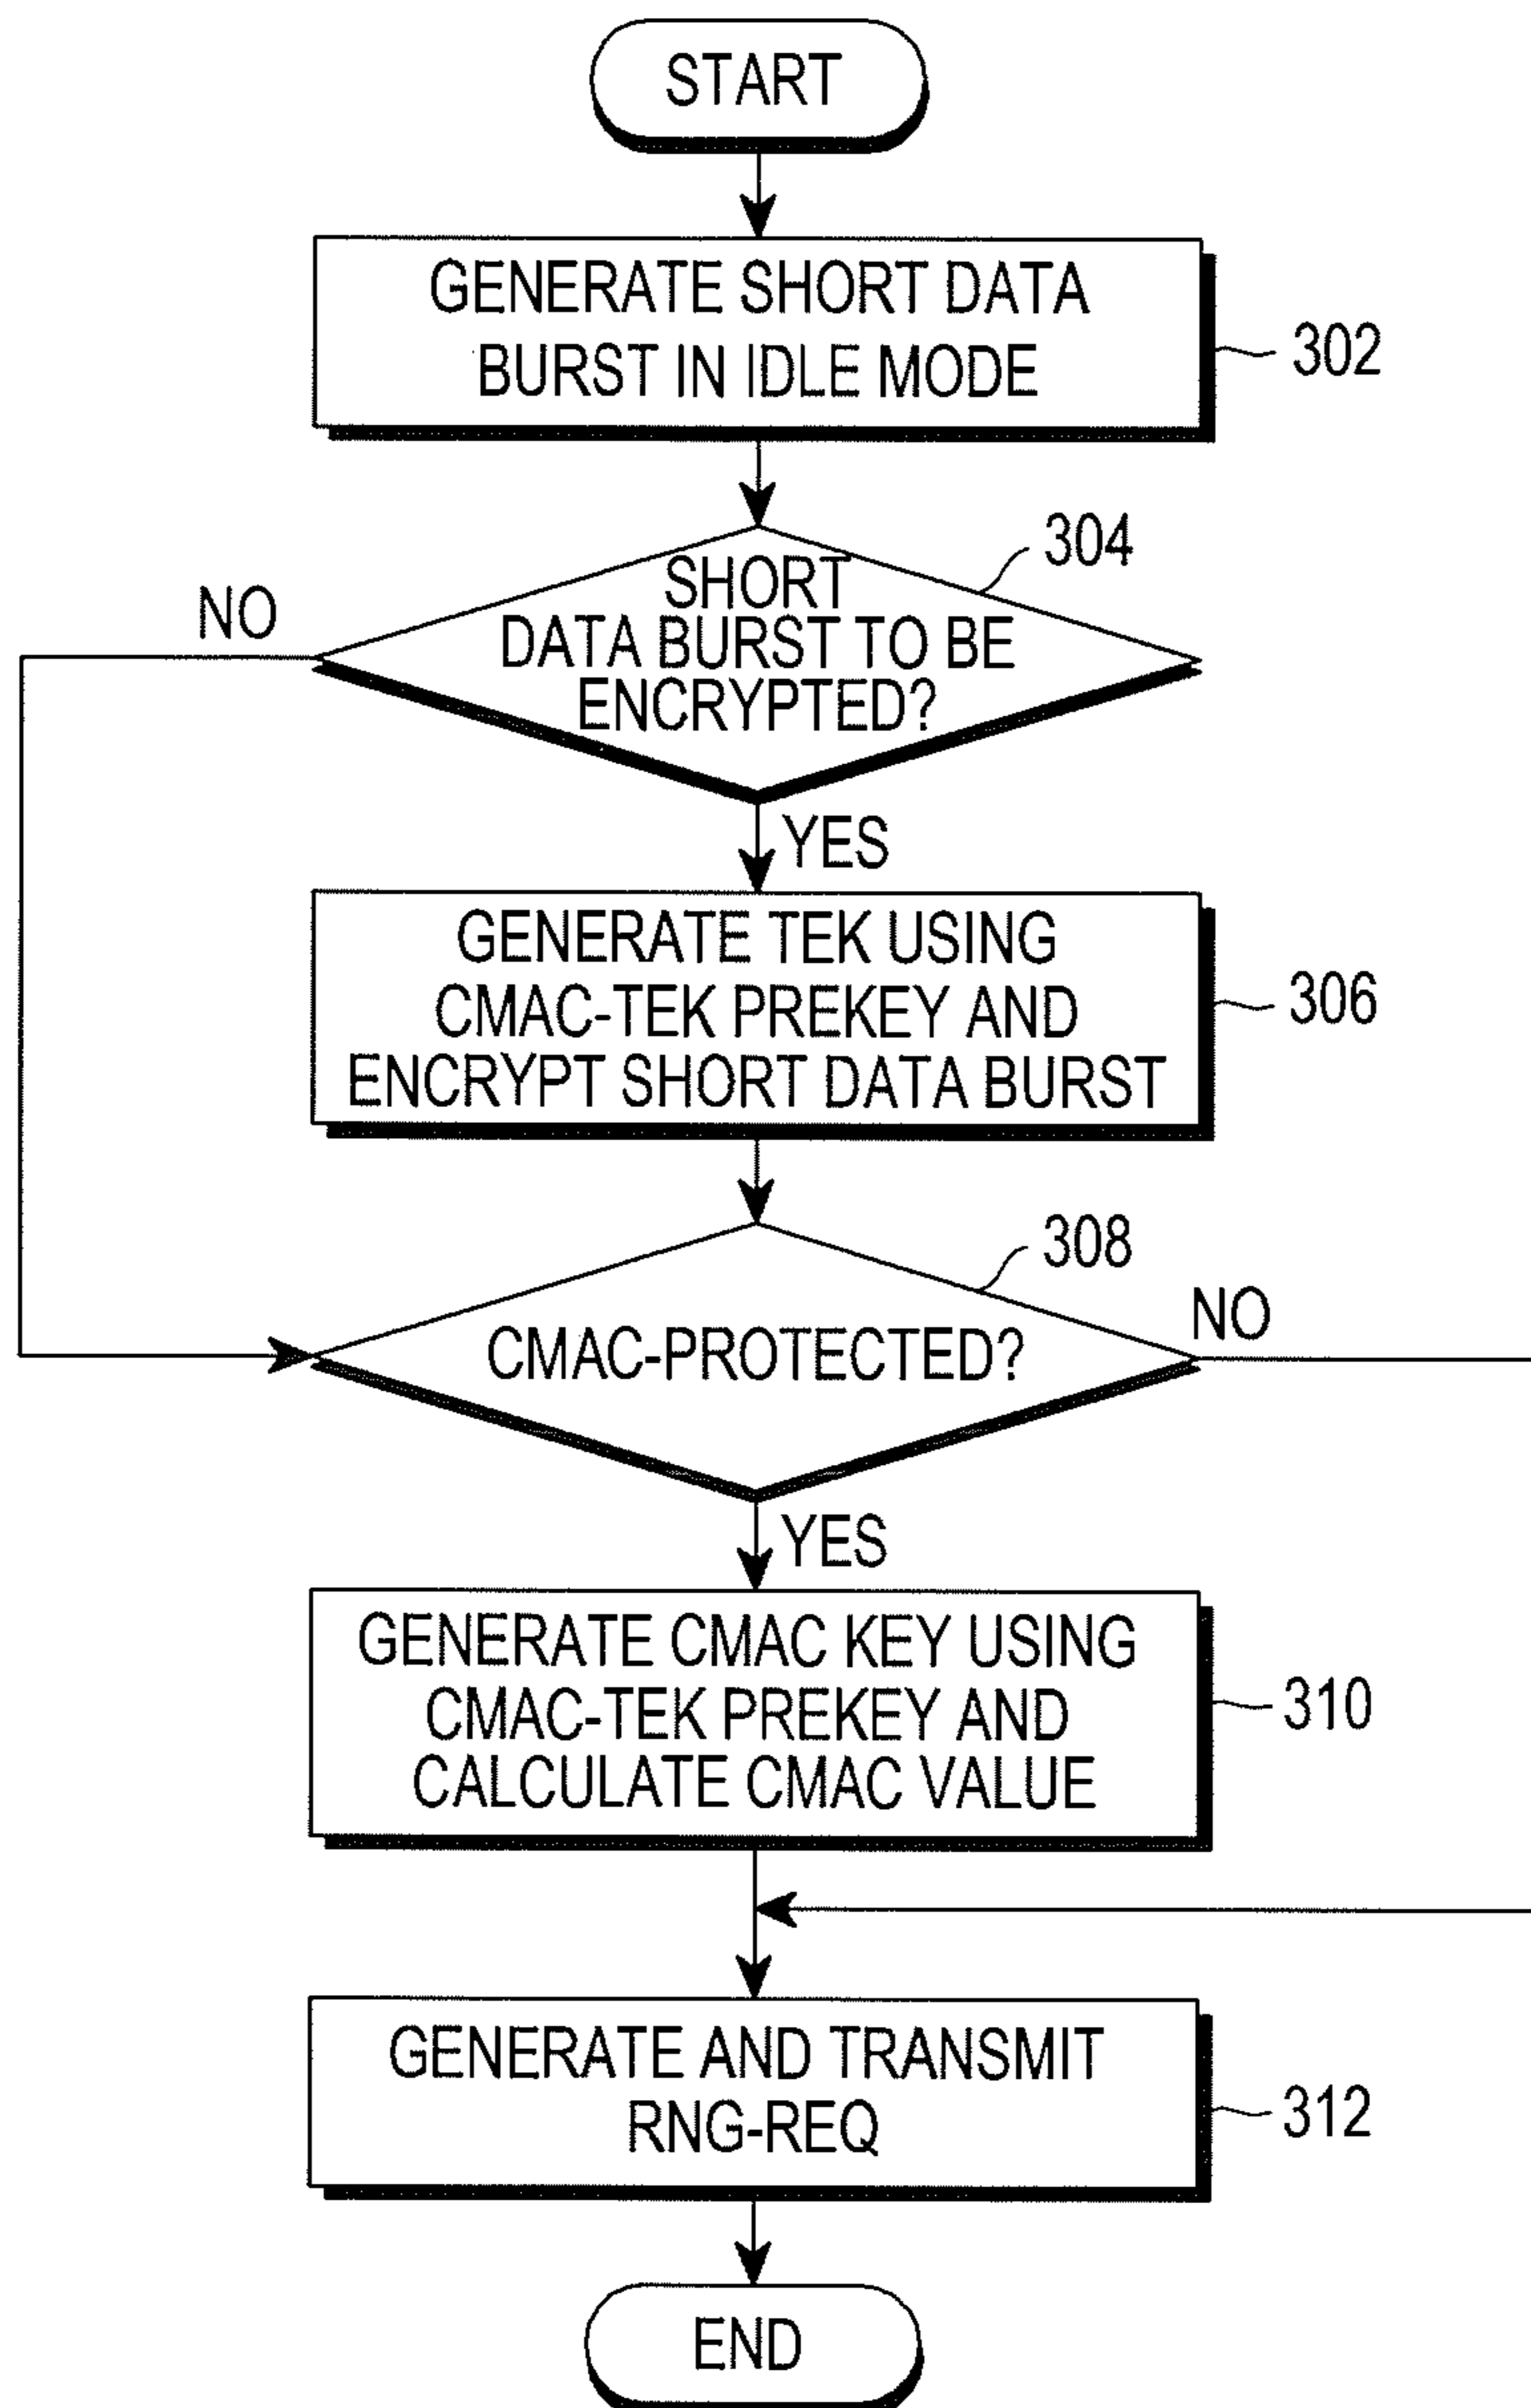 START
GENERATE SHORT DATA
BURST IN IDLE MODE
302
304
SHORT
DATA BURST TO BE
ENCRYPTED?
NO
YES
GENERATE TEK USING
CMAC-TEK PREKEY AND
ENCRYPT SHORT DATA BURST
306
308
CMAC-PROTECTED?
NO
YES
GENERATE CMAC KEY USING
CMAC-TEK PREKEY AND
CALCULATE CMAC VALUE
310
GENERATE AND TRANSMIT
RNG-REQ
312
END